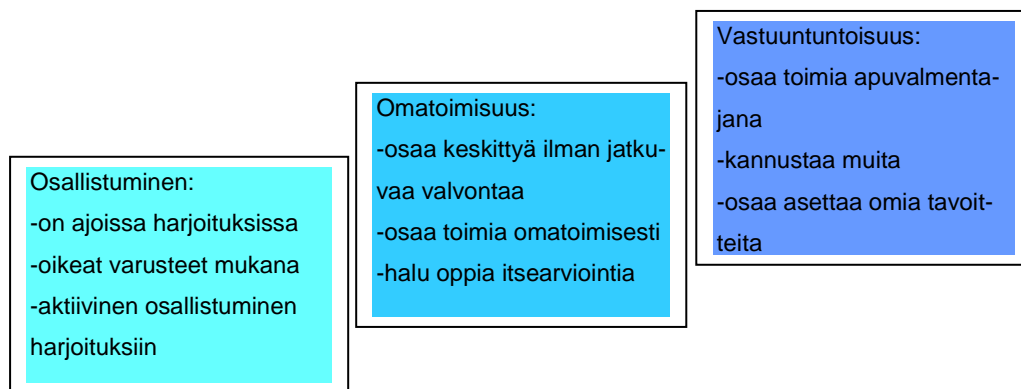 Osallistuminen:
-on ajoissa harjoituksissa
-oikeat varusteet mukana
-aktiivinen osallistuminen
harjoituksiin
Omatoimisuus:
-osaa keskittyä ilman jatku-
vaa valvontaa
-osaa toimia omatoimisesti
-halu oppia itsearviointia
Vastuuntuntoisuus:
-osaa toimia apuvalmenta-
jana
-kannustaa muita
-osaa asettaa omia tavoit-
teita